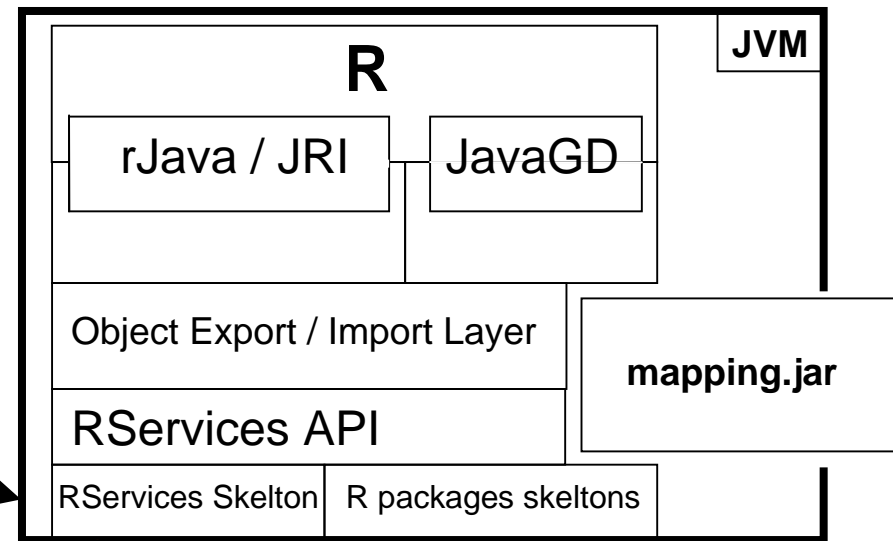 JVM
R
rJava / JRI
JavaGD
Object Export / Import Layer
mapping.jar
RServices API
RServices Skelton
R packages skeltons